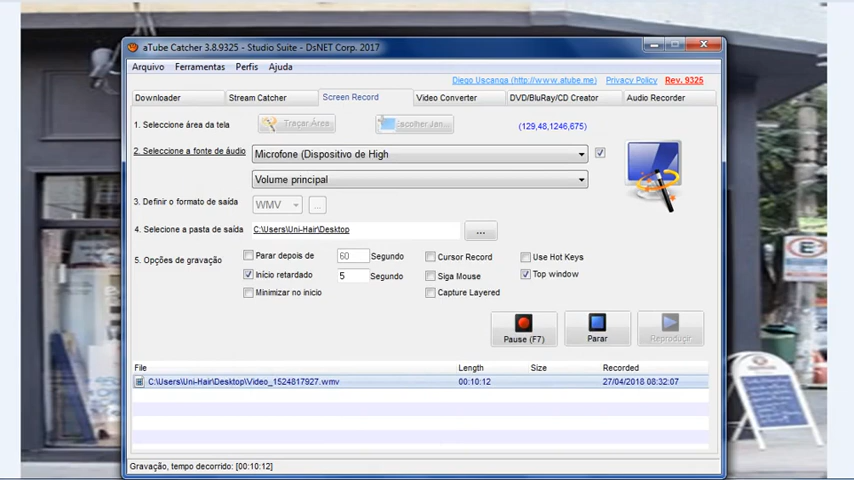 aTube Catcher 3.8.9325 - Studio Suite - DsNET Corp. 2017
Arquivo Ferramentas Perfis Ajuda
Diego Uscanga (http://www.atube.me) Privacy Policy Rev. 9325
Downloader Stream Catcher Screen Record Video Converter DVD/BluRay/CD Creator Audio Recorder
1. Seleccione área da tela Traçar Área Escolher Jan... (129,48,1246,675)
2. Seleccione a fonte de áudio Microfone (Dispositivo de High
Volume principal
3. Definir o formato de saída WMV ...
4. Selecione a pasta de saída C:\Users\Uni-Hair\Desktop ...
5. Opções de gravação Parar depois de 60 Segundo Cursor Record Use Hot Keys
Início retardado 5 Segundo Siga Mouse Top window
Minimizar no inicio Capture Layered
Pause (F7) Parar Reproduzir
File Length Size Recorded
C:\Users\Uni-Hair\Desktop\Video_1524817927.wmv 00:10:12 27/04/2018 08:32:07
Gravação, tempo decorrido: [00:10:12]
E